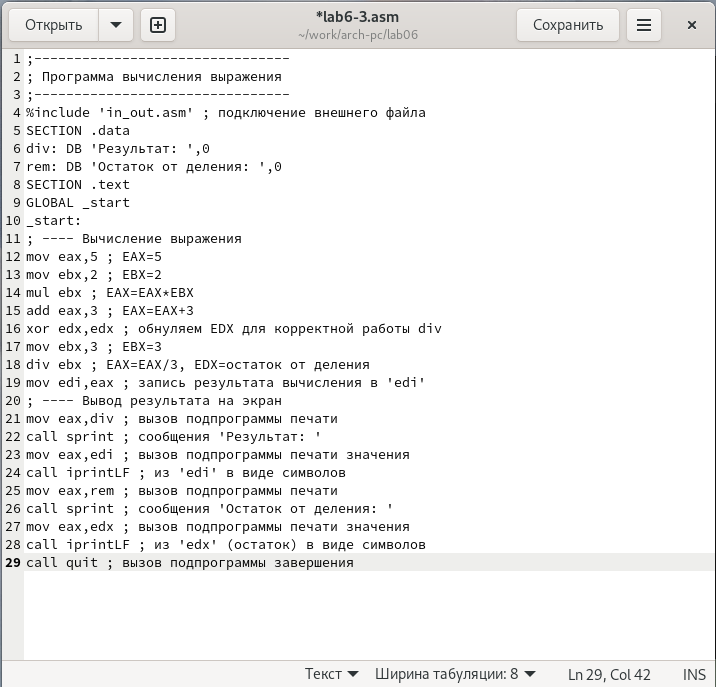 Открыть
*lab6-3.asm
~/work/arch-pc/lab06
Сохранить
1 ;--------------------------------
2 ; Программа вычисления выражения
3 ;--------------------------------
4 %include 'in_out.asm' ; подключение внешнего файла
5 SECTION .data
6 div: DB 'Результат: ',0
7 rem: DB 'Остаток от деления: ',0
8 SECTION .text
9 GLOBAL _start
10 _start:
11 ; ---- Вычисление выражения
12 mov eax,5 ; EAX=5
13 mov ebx,2 ; EBX=2
14 mul ebx ; EAX=EAX*EBX
15 add eax,3 ; EAX=EAX+3
16 xor edx,edx ; обнуляем EDX для корректной работы div
17 mov ebx,3 ; EBX=3
18 div ebx ; EAX=EAX/3, EDX=остаток от деления
19 mov edi,eax ; запись результата вычисления в 'edi'
20 ; ---- Вывод результата на экран
21 mov eax,div ; вызов подпрограммы печати
22 call sprint ; сообщения 'Результат: '
23 mov eax,edi ; вызов подпрограммы печати значения
24 call iprintLF ; из 'edi' в виде символов
25 mov eax,rem ; вызов подпрограммы печати
26 call sprint ; сообщения 'Остаток от деления: '
27 mov eax,edx ; вызов подпрограммы печати значения
28 call iprintLF ; из 'edx' (остаток) в виде символов
29 call quit ; вызов подпрограммы завершения
Текст Ширина табуляции: 8 Ln 29, Col 42 INS